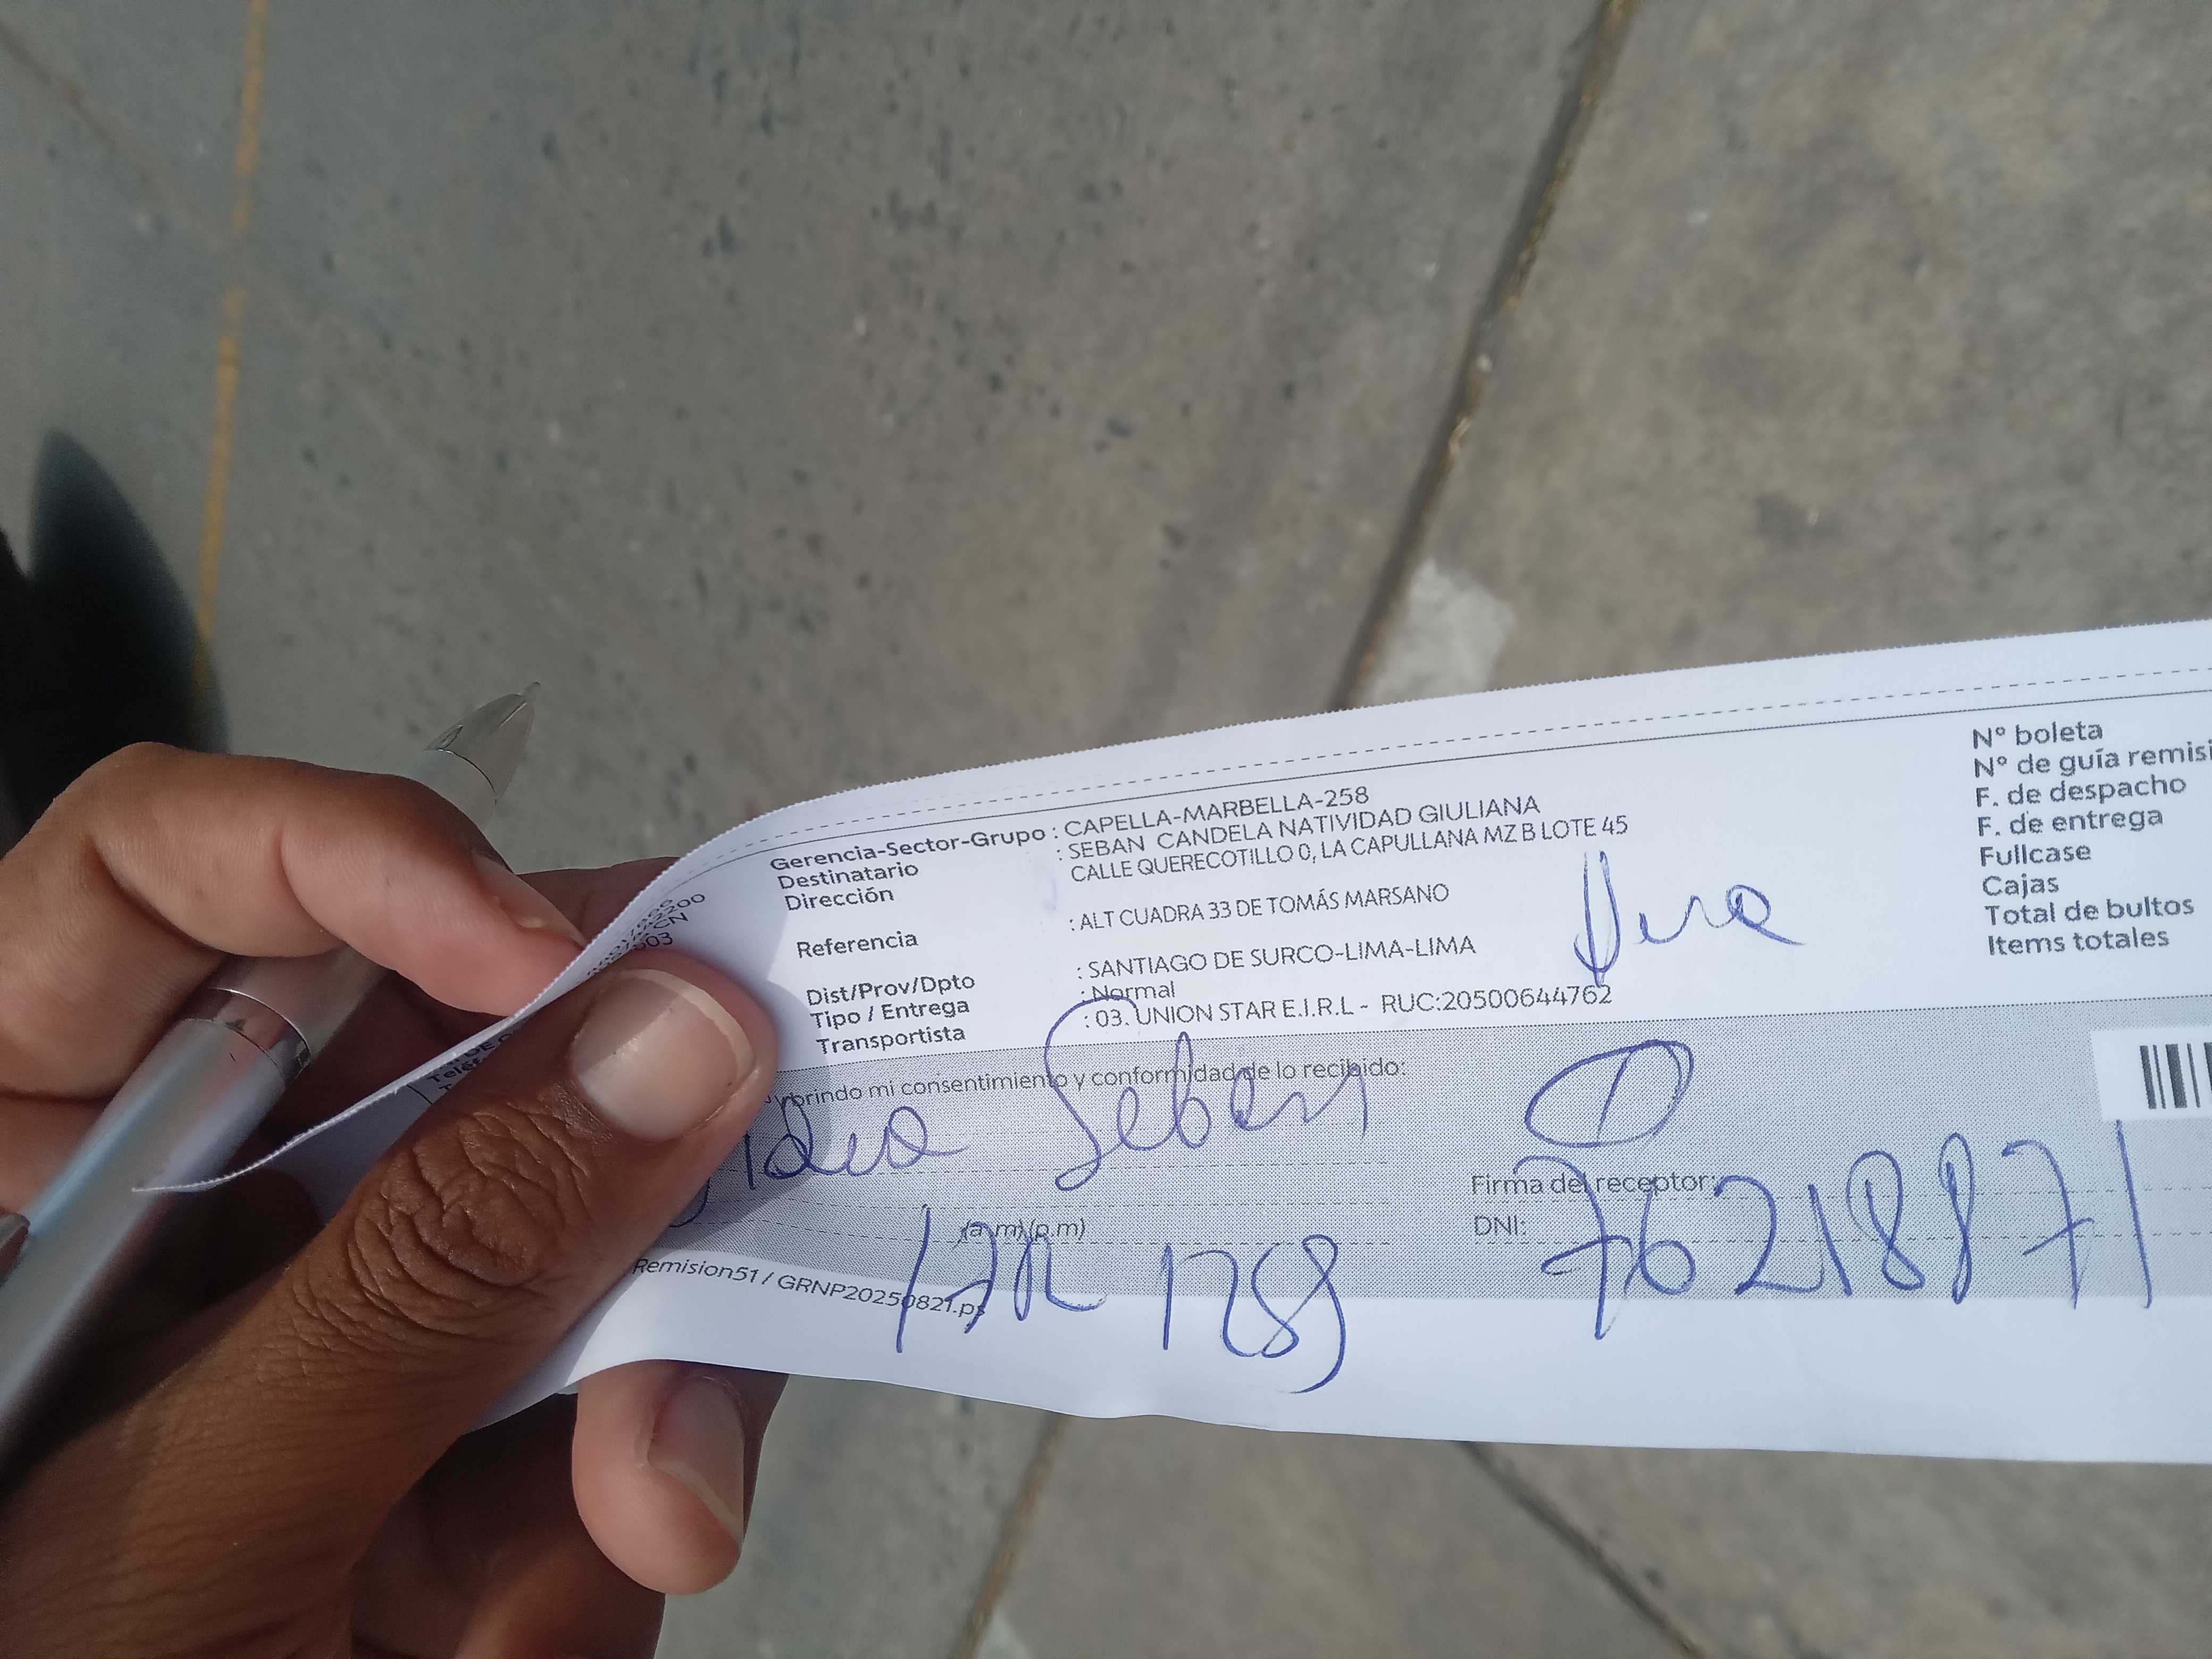 Gerencia-Sector-Grupo : CAPELLA-MARBELLA-258
Destinatario : SEBAN CANDELA NATIVIDAD GIULIANA
Dirección CALLE QUERECOTILLO 0, LA CAPULLANA MZ B LOTE 45
Referencia : ALT CUADRA 33 DE TOMÁS MARSANO
Dist/Prov/Dpto : SANTIAGO DE SURCO-LIMA-LIMA
Tipo / Entrega : Normal
Transportista : 03. UNION STAR E.I.R.L - RUC:20500644762
Nº boleta
Nº de guía remisi
F. de despacho
F. de entrega
Fullcase
Cajas
Total de bultos
Items totales
y brindo mi consentimiento y conformidad de lo recibido:
Seban
Firma del receptor:
(a.m)(p.m)
DNI: 76218871
Remision51 / GRNP20250821.ps